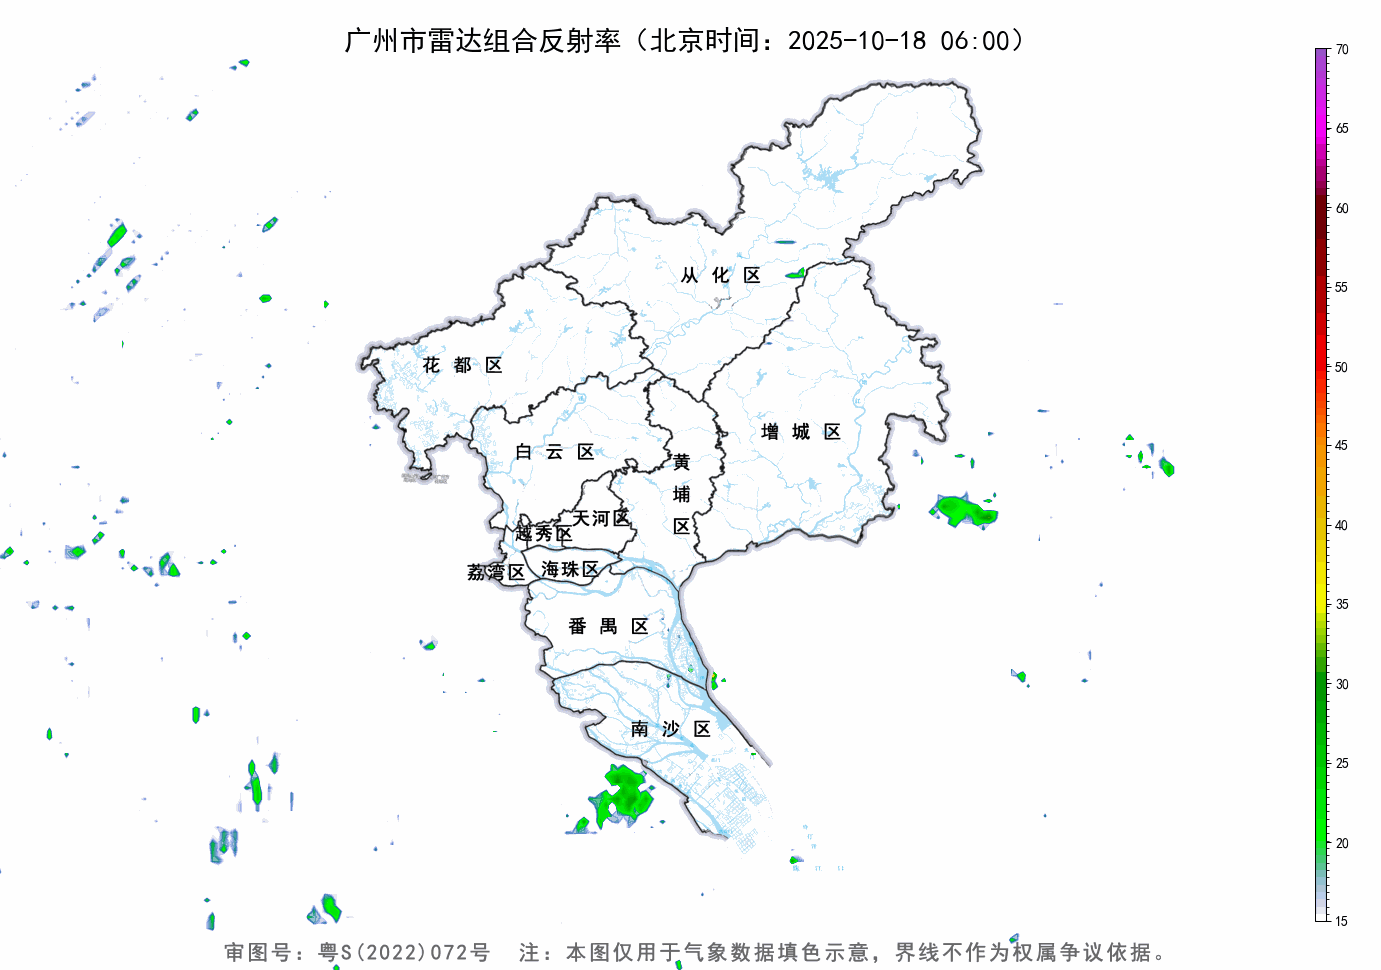 广州市雷达组合反射率（北京时间：2025-10-18 06:00）
70
65
60
55
50
45
40
35
30
25
20
15
从化区
花都区
增城区
白云区
黄埔区
天河区
越秀区
海珠区
荔湾区
番禺区
南沙区
审图号：粤S(2022)072号 注：本图仅用于气象数据填色示意，界线不作为权属争议依据。